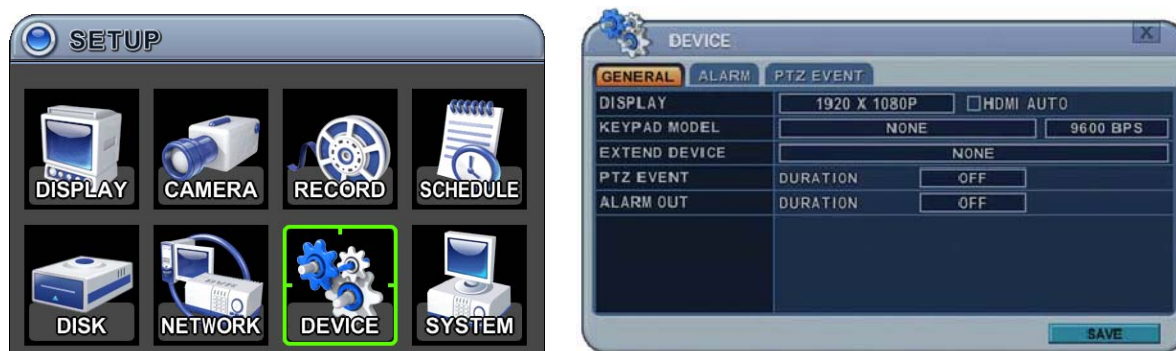 SETUP
DISPLAY CAMERA RECORD SCHEDULE
DISK NETWORK DEVICE SYSTEM
DEVICE X
GENERAL ALARM PTZ EVENT
DISPLAY 1920 X 1080P HDMI AUTO
KEYPAD MODEL NONE 9600 BPS
EXTEND DEVICE NONE
PTZ EVENT DURATION OFF
ALARM OUT DURATION OFF
SAVE